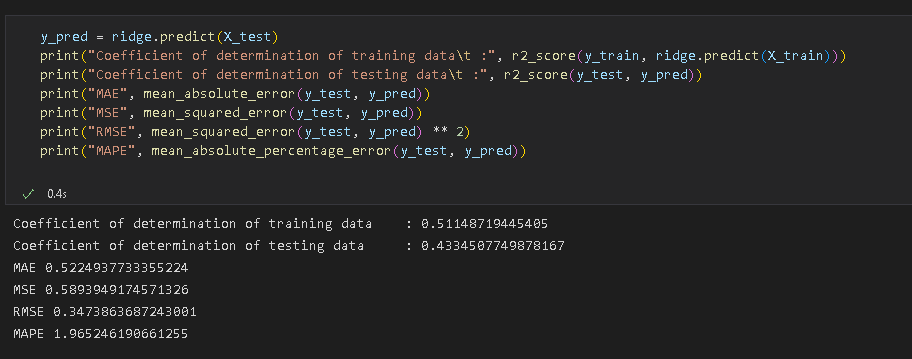 y_pred = ridge.predict(X_test)
print("Coefficient of determination of training data\t :", r2_score(y_train, ridge.predict(X_train)))
print("Coefficient of determination of testing data\t :", r2_score(y_test, y_pred))
print("MAE", mean_absolute_error(y_test, y_pred))
print("MSE", mean_squared_error(y_test, y_pred))
print("RMSE", mean_squared_error(y_test, y_pred) ** 2)
print("MAPE", mean_absolute_percentage_error(y_test, y_pred))
✓ 0.4s
Coefficient of determination of training data    : 0.51148719445405
Coefficient of determination of testing data     : 0.4334507749878167
MAE 0.5224937733355224
MSE 0.5893949174571326
RMSE 0.3473863687243001
MAPE 1.965246190661255